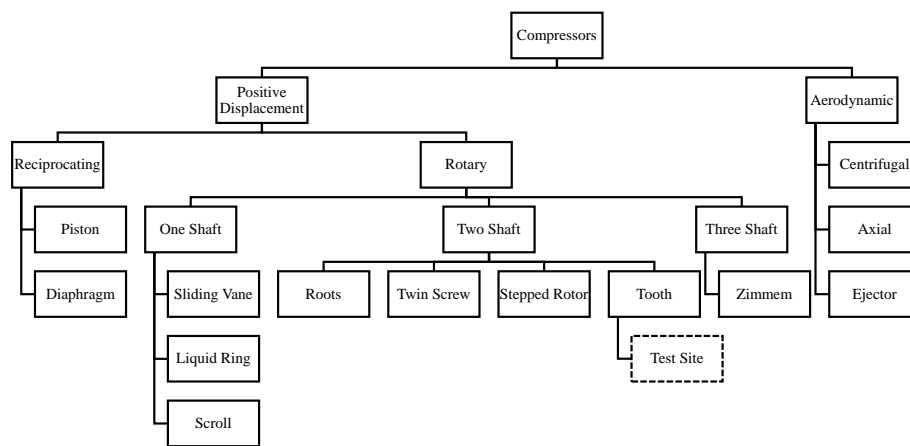 Compressors
Positive
Displacement
Aerodynamic
Reciprocating
Rotary
Centrifugal
Piston
One Shaft
Two Shaft
Three Shaft
Axial
Diaphragm
Sliding Vane
Roots
Twin Screw
Stepped Rotor
Tooth
Zimmem
Ejector
Liquid Ring
Test Site
Scroll